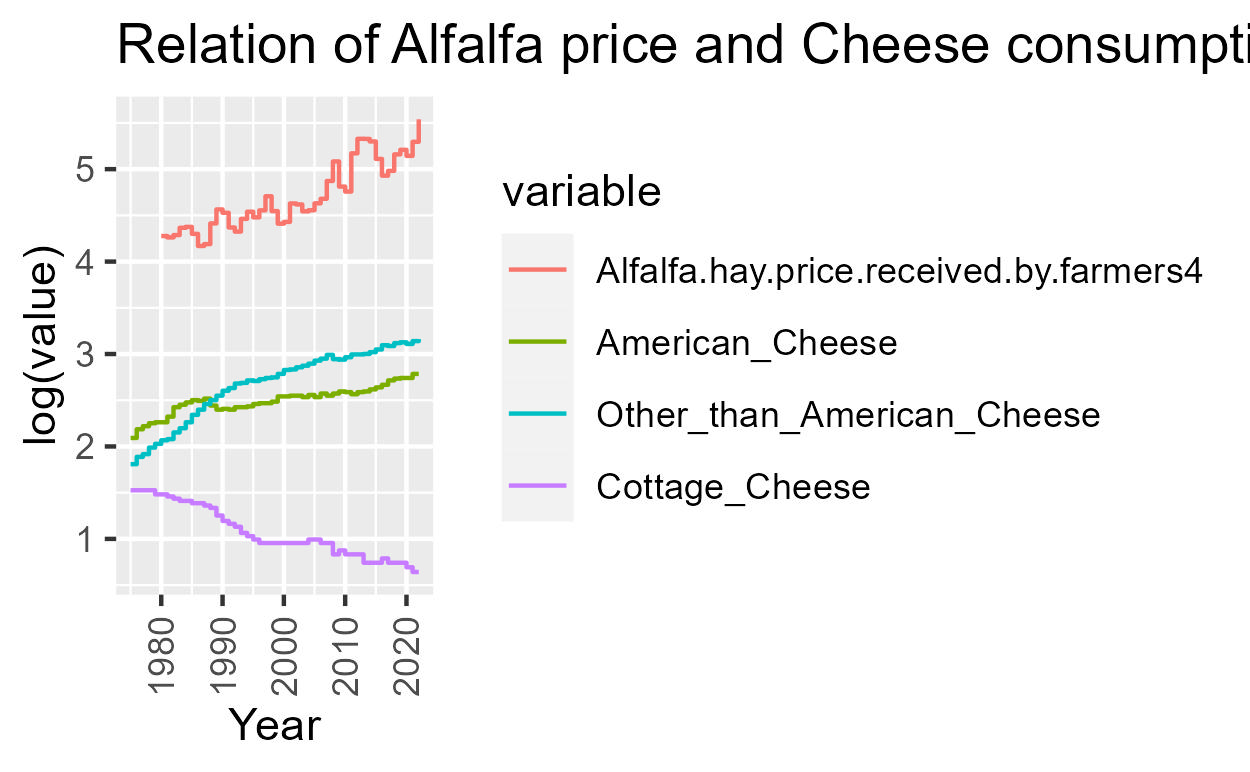 Relation of Alfalfa price and Cheese consumpti
log(value)
5
4
3
2
1
1980
1990
2000
2010
2020
Year
variable
Alfalfa.hay.price.received.by.farmers4
American_Cheese
Other_than_American_Cheese
Cottage_Cheese